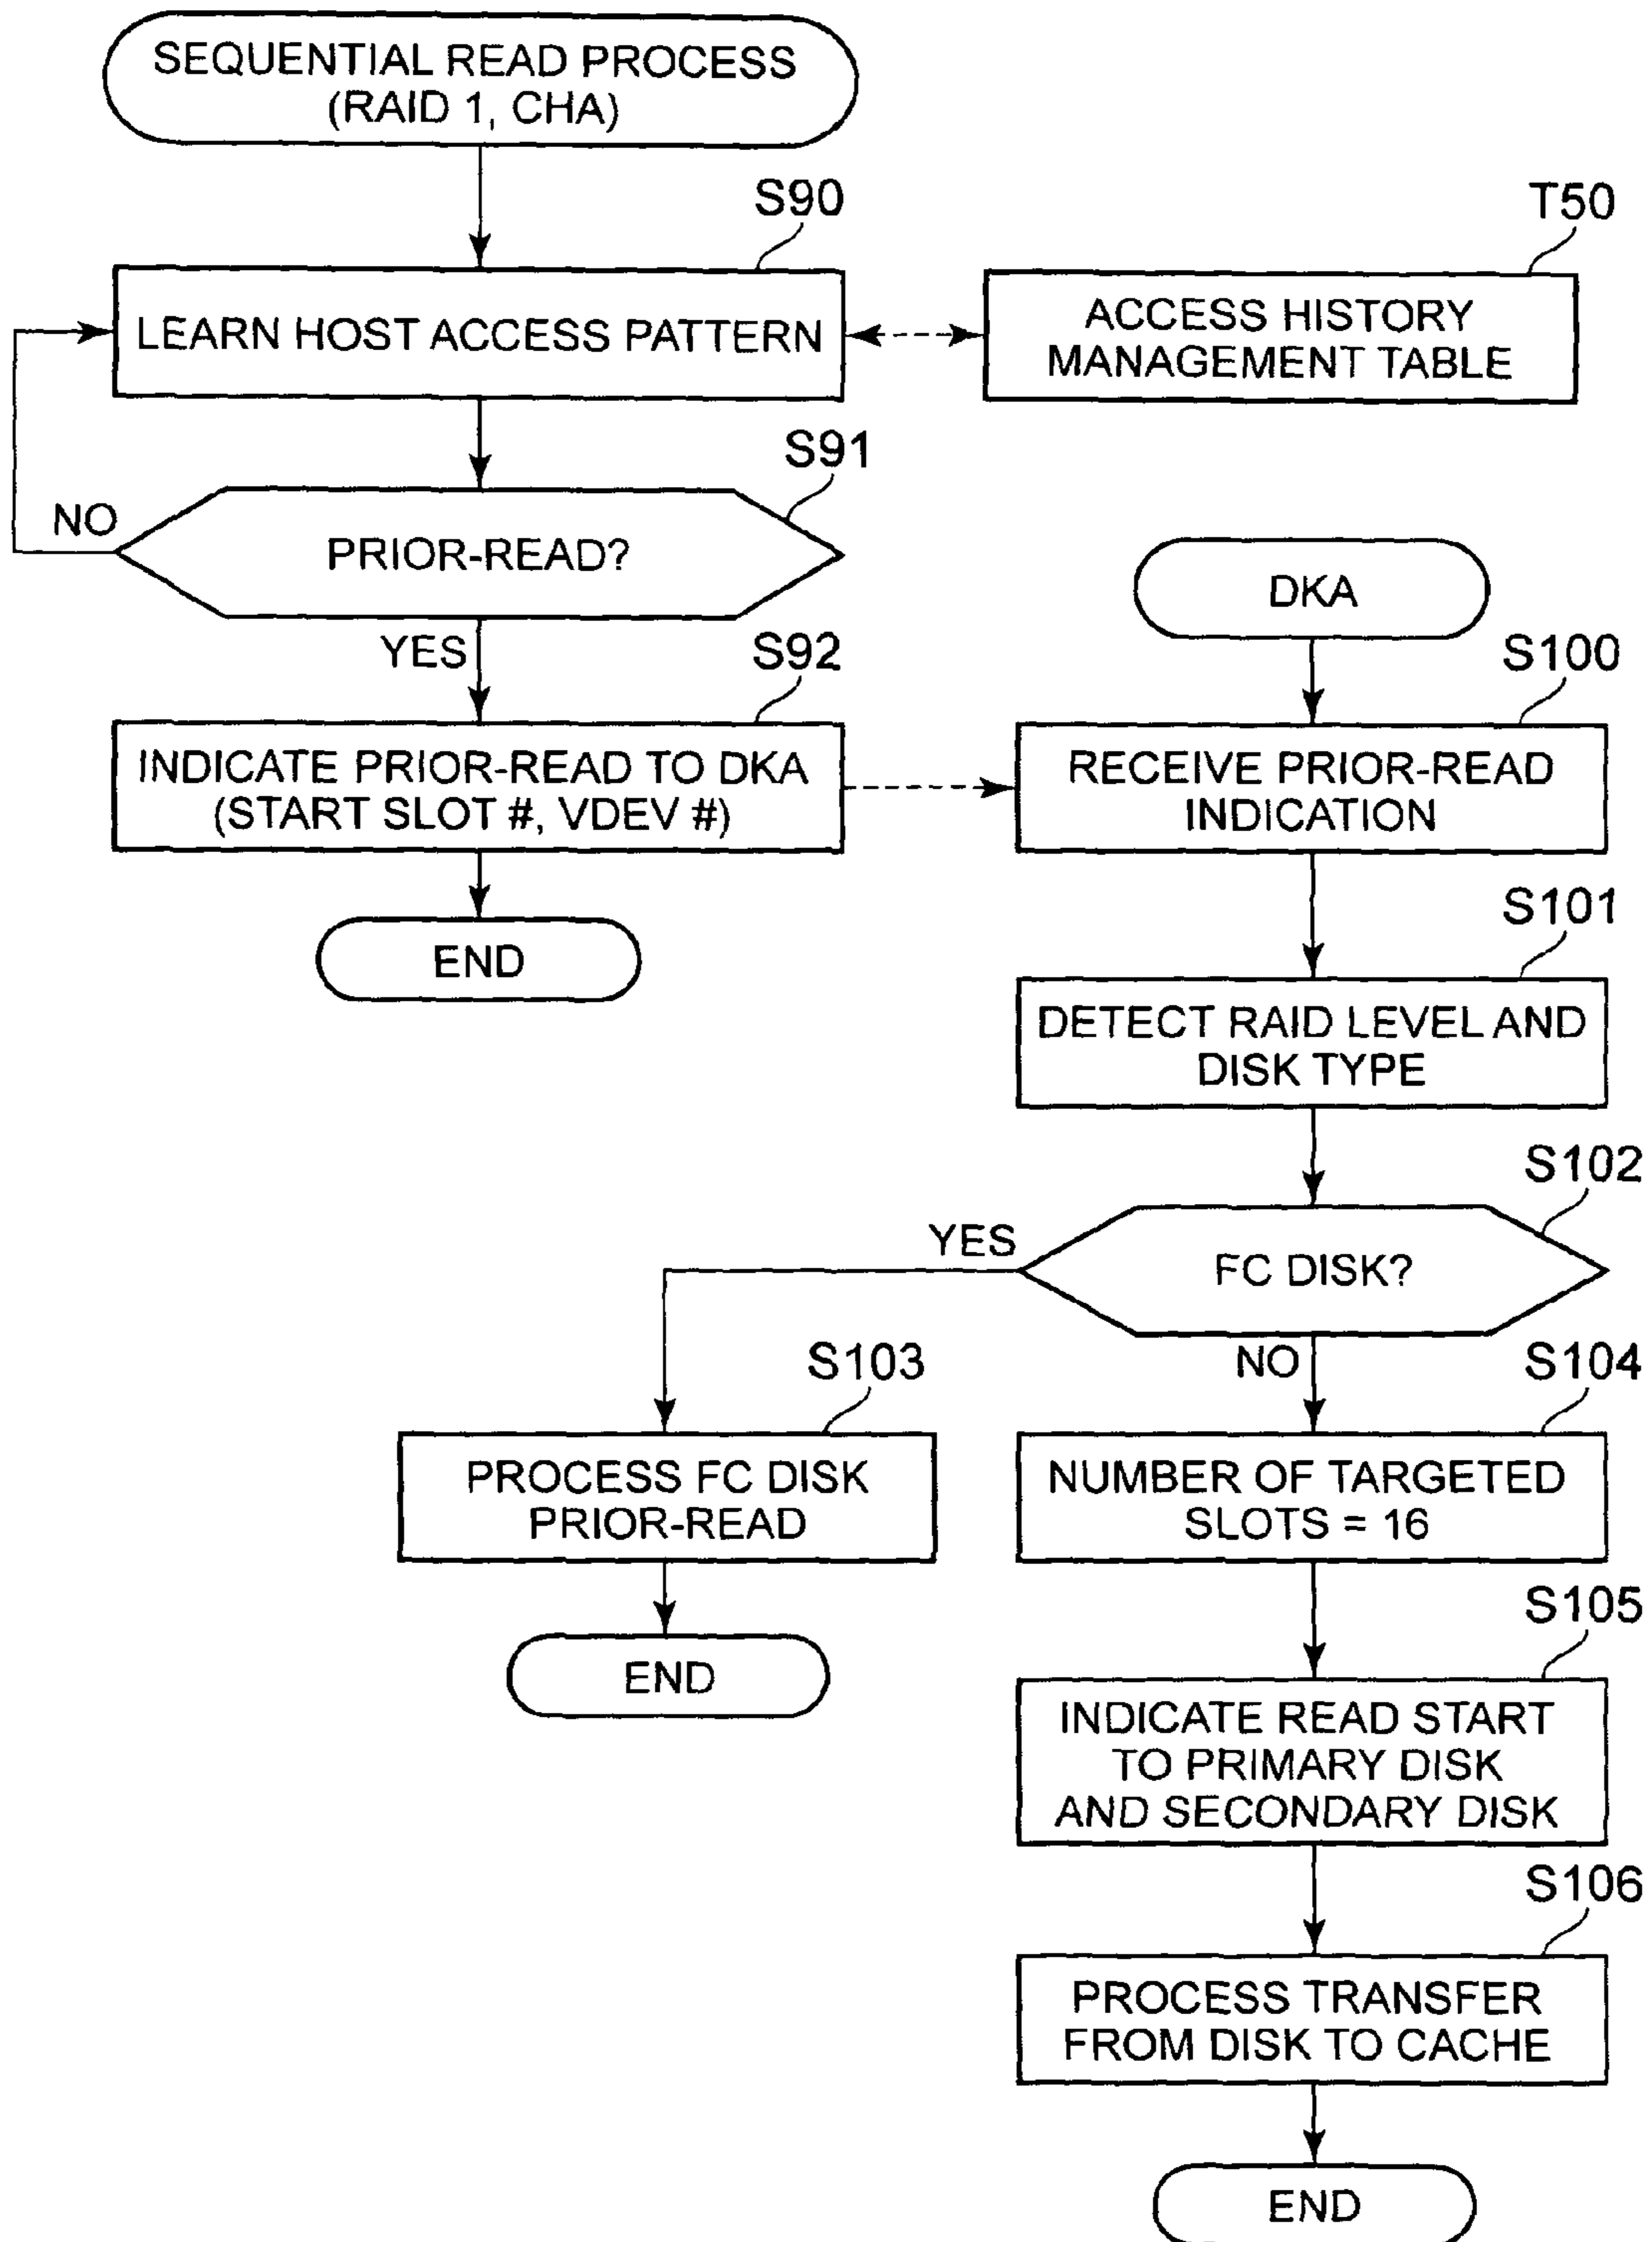 SEQUENTIAL READ PROCESS
(RAID 1, CHA)
S90
LEARN HOST ACCESS PATTERN
T50
ACCESS HISTORY
MANAGEMENT TABLE
S91
NO
PRIOR-READ?
YES
S92
INDICATE PRIOR-READ TO DKA
(START SLOT #, VDEV #)
END
DKA
S100
RECEIVE PRIOR-READ
INDICATION
S101
DETECT RAID LEVEL AND
DISK TYPE
S102
YES
FC DISK?
NO
S103
PROCESS FC DISK
PRIOR-READ
END
S104
NUMBER OF TARGETED
SLOTS = 16
S105
INDICATE READ START
TO PRIMARY DISK
AND SECONDARY DISK
S106
PROCESS TRANSFER
FROM DISK TO CACHE
END